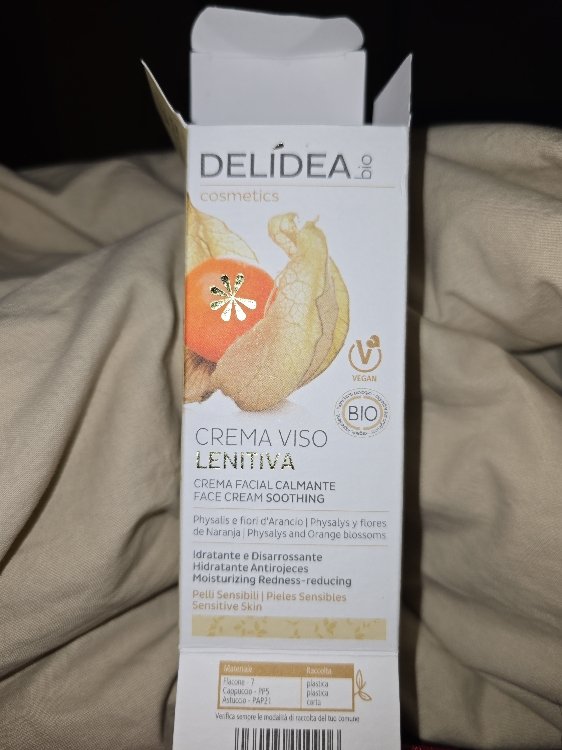 DELÍDEA bio
cosmetics
VEGAN
BIO
CREMA VISO
LENITIVA
CREMA FACIAL CALMANTE
FACE CREAM SOOTHING
Physalis e fiori d'Arancio | Physalys y flores
de Naranja | Physalys and Orange blossoms
Idratante e Disarrossante
Hidratante Antirojeces
Moisturizing Redness-reducing
Pelli Sensibili | Pieles Sensibles
Sensitive Skin
Materiale Raccolta
Flacone - 7 plastica
Cappuccio - PP5 plastica
Astuccio - PAP21 carta
Verifica sempre le modalità di raccolta del tuo comune